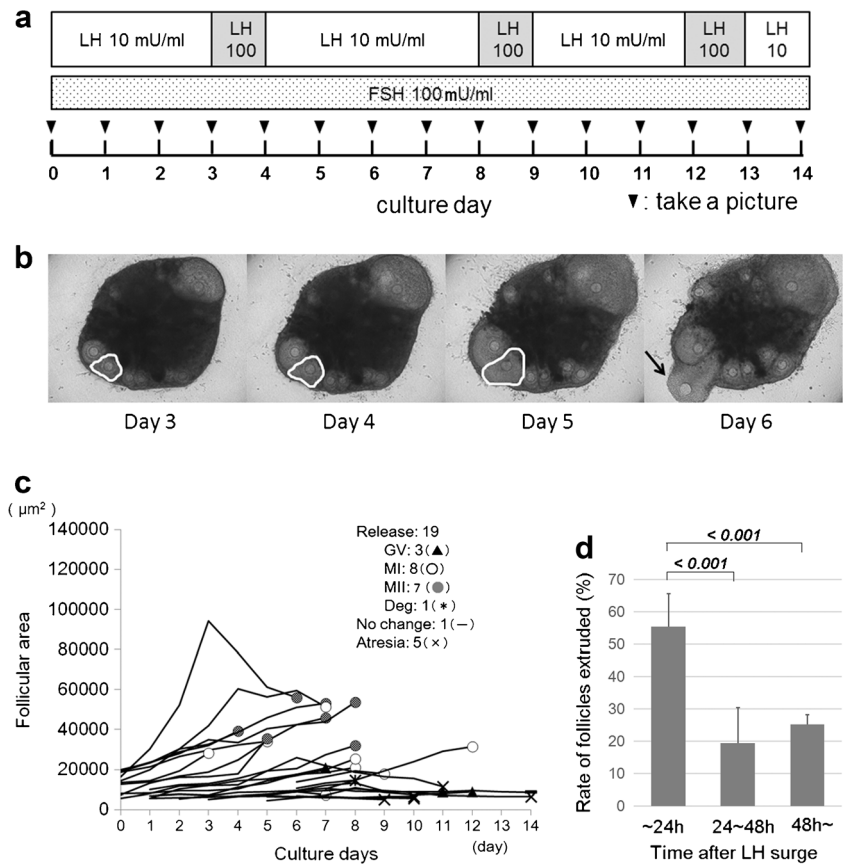 a
LH 10 mU/ml
LH 100
LH 10 mU/ml
LH 100
LH 10 mU/ml
LH 100
LH 10
FSH 100mU/ml
0 1 2 3 4 5 6 7 8 9 10 11 12 13 14
culture day
▼: take a picture
b
Day 3 Day 4 Day 5 Day 6
c
( μm² )
Follicular area
140000
120000
100000
80000
60000
40000
20000
0
Release: 19
GV: 3(▲)
MI: 8(○)
MII: 7(●)
Deg: 1(*)
No change: 1(—)
Atresia: 5(×)
0 1 2 3 4 5 6 7 8 9 10 11 12 13 14
(day)
Culture days
d
Rate of follicles extruded (%)
70
60
50
40
30
20
10
0
< 0.001
< 0.001
~24h 24~48h 48h~
Time after LH surge